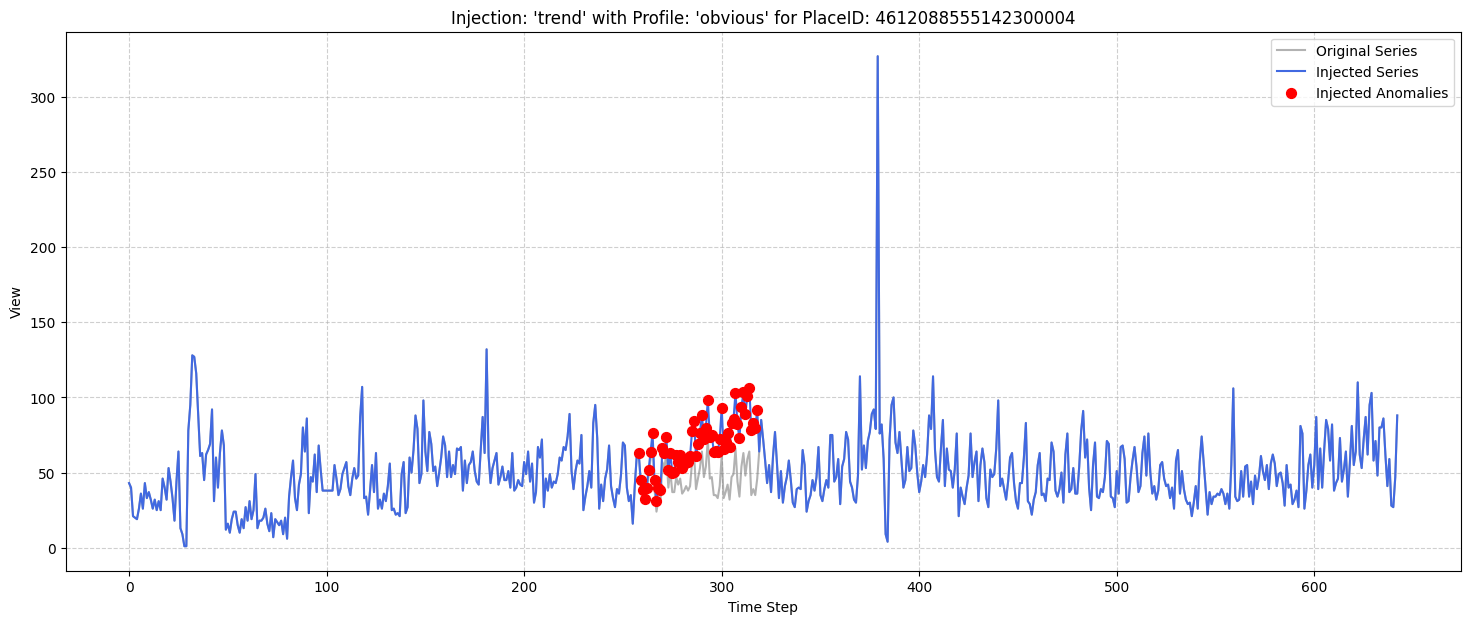 Injection: 'trend' with Profile: 'obvious' for PlaceID: 4612088555142300004
Original Series
Injected Series
Injected Anomalies
View
300
250
200
150
100
50
0
0 100 200 300 400 500 600
Time Step